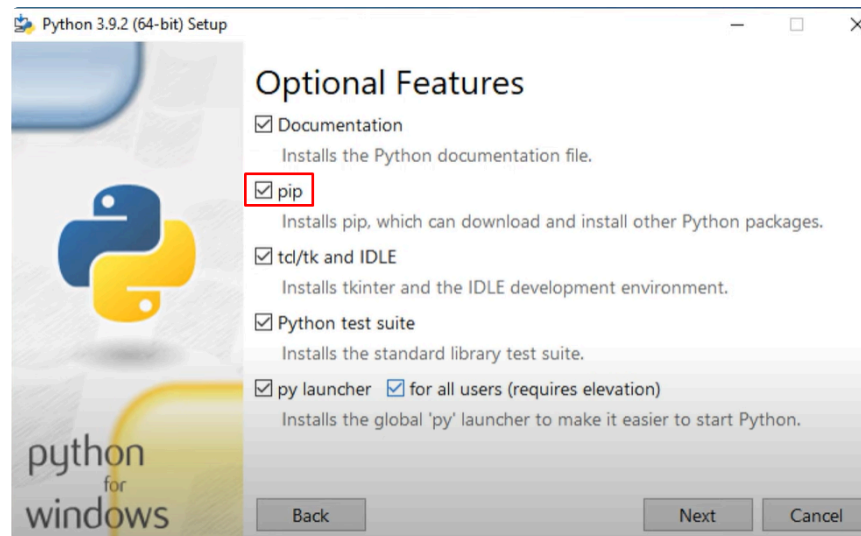 Python 3.9.2 (64-bit) Setup
Optional Features
Documentation
Installs the Python documentation file.
pip
Installs pip, which can download and install other Python packages.
tcl/tk and IDLE
Installs tkinter and the IDLE development environment.
Python test suite
Installs the standard library test suite.
py launcher for all users (requires elevation)
Installs the global 'py' launcher to make it easier to start Python.
python
for
windows
Back Next Cancel